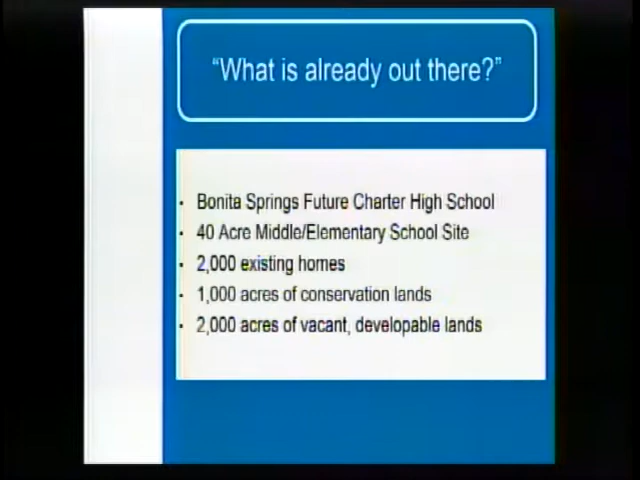 “What is already out there?”
· Bonita Springs Future Charter High School
· 40 Acre Middle/Elementary School Site
· 2,000 existing homes
· 1,000 acres of conservation lands
· 2,000 acres of vacant, developable lands